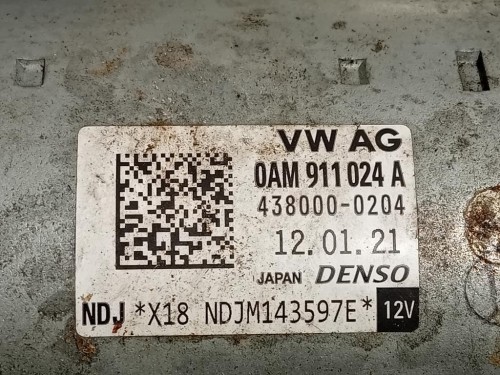 VW AG
0AM 911 024 A
438000-0204
12.01.21
JAPAN DENSO
NDJ *X18 NDJM143597E* 12V